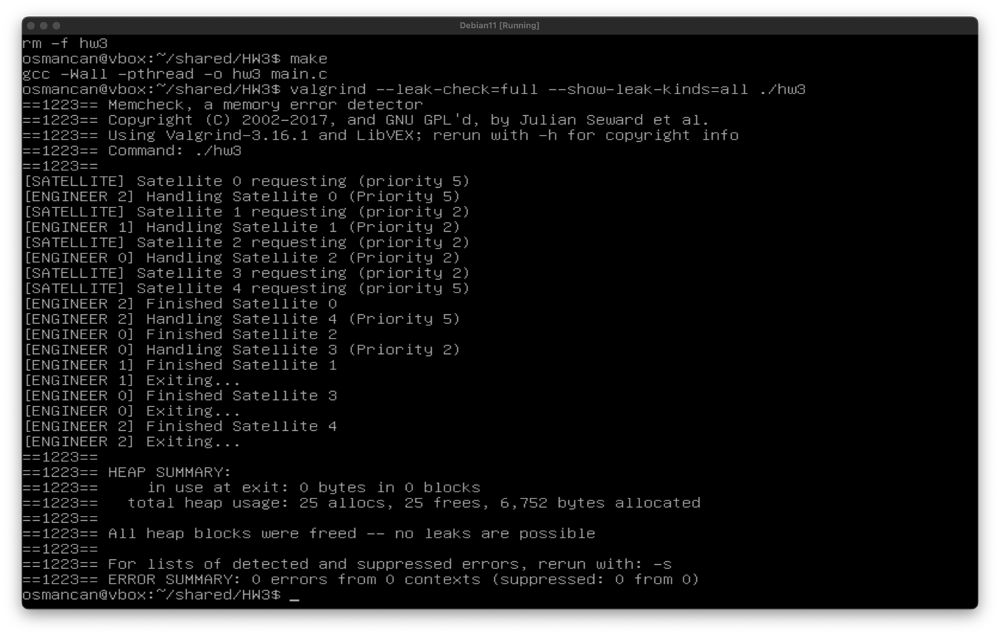 Debian11 [Running]
rm -f hw3
osmancan@vbox:~/shared/HW3$ make
gcc -Wall -pthread -o hw3 main.c
osmancan@vbox:~/shared/HW3$ valgrind --leak-check=full --show-leak-kinds=all ./hw3
==1223== Memcheck, a memory error detector
==1223== Copyright (C) 2002-2017, and GNU GPL'd, by Julian Seward et al.
==1223== Using Valgrind-3.16.1 and LibVEX; rerun with -h for copyright info
==1223== Command: ./hw3
==1223==
[SATELLITE] Satellite 0 requesting (priority 5)
[ENGINEER 2] Handling Satellite 0 (Priority 5)
[SATELLITE] Satellite 1 requesting (priority 2)
[ENGINEER 1] Handling Satellite 1 (Priority 2)
[SATELLITE] Satellite 2 requesting (priority 2)
[ENGINEER 0] Handling Satellite 2 (Priority 2)
[SATELLITE] Satellite 3 requesting (priority 2)
[SATELLITE] Satellite 4 requesting (priority 5)
[ENGINEER 2] Finished Satellite 0
[ENGINEER 2] Handling Satellite 4 (Priority 5)
[ENGINEER 0] Finished Satellite 2
[ENGINEER 0] Handling Satellite 3 (Priority 2)
[ENGINEER 1] Finished Satellite 1
[ENGINEER 1] Exiting...
[ENGINEER 0] Finished Satellite 3
[ENGINEER 0] Exiting...
[ENGINEER 2] Finished Satellite 4
[ENGINEER 2] Exiting...
==1223==
==1223== HEAP SUMMARY:
==1223==     in use at exit: 0 bytes in 0 blocks
==1223==   total heap usage: 25 allocs, 25 frees, 6,752 bytes allocated
==1223==
==1223== All heap blocks were freed -- no leaks are possible
==1223==
==1223== For lists of detected and suppressed errors, rerun with: -s
==1223== ERROR SUMMARY: 0 errors from 0 contexts (suppressed: 0 from 0)
osmancan@vbox:~/shared/HW3$ _